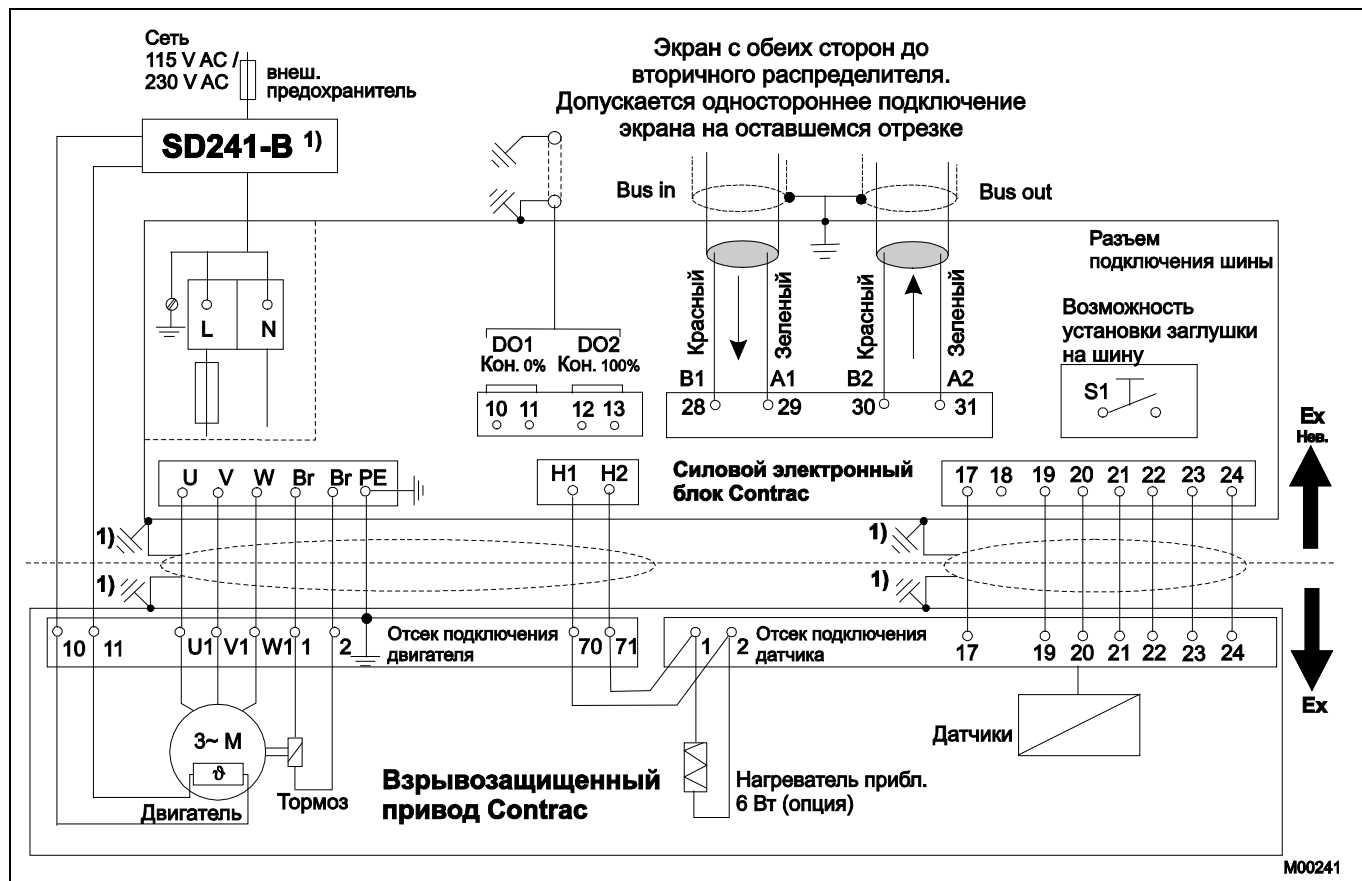 Сеть
115 V AC /
230 V AC
внеш.
предохранитель
SD241-B 1)
Экран с обеих сторон до
вторичного распределителя.
Допускается одностороннее подключение
экрана на оставшемся отрезке
Bus in
Bus out
Разъем
подключения шины
Возможность
установки заглушки
на шину
S1
L N
DO1 DO2
Кон. 0% Кон. 100%
10 11 12 13
Красный
Зеленый
Красный
Зеленый
B1 A1 B2 A2
28 29 30 31
Ex
Нев.
U V W Br Br PE
H1 H2
Силовой электронный
блок Contrac
17 18 19 20 21 22 23 24
1)
1)
1)
1)
10 11 U1 V1 W1 1 2
Отсек подключения
двигателя
70 71
1 2
Отсек подключения
датчика
17 19 20 21 22 23 24
Ex
3~ M
ϑ
Двигатель
Тормоз
Взрывозащищенный
привод Contrac
Нагреватель прибл.
6 Вт (опция)
Датчики
M00241